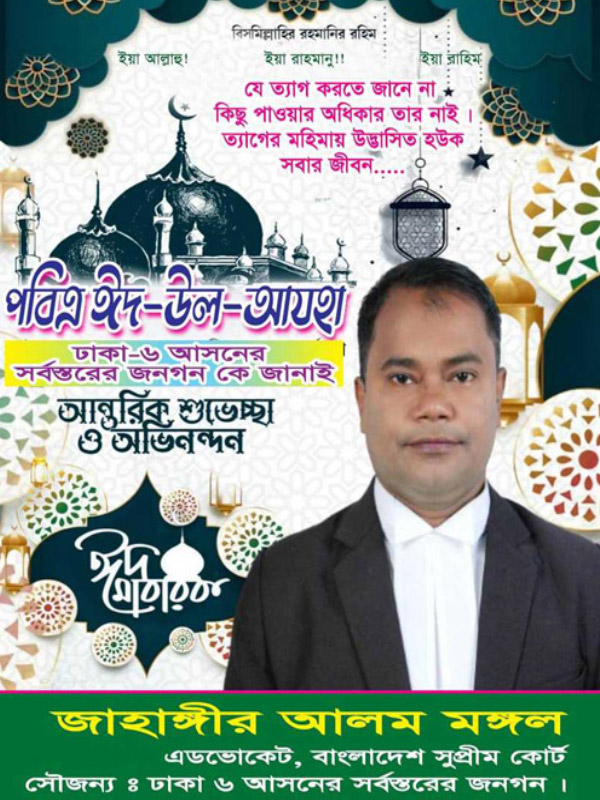 বিসমিল্লাহির রহমানির রহিম
ইয়া আল্লাহু! ইয়া রাহমানু!! ইয়া রাহিম
যে ত্যাগ করতে জানে না
কিছু পাওয়ার অধিকার তার নাই ।
ত্যাগের মহিমায় উদ্ভাসিত হউক
সবার জীবন.....
পবিত্র ঈদ-উল-আযহা
ঢাকা-৬ আসনের
সর্বস্তরের জনগন কে জানাই
আন্তরিক শুভেচ্ছা
ও অভিনন্দন
ঈদ
মোবারক
জাহাঙ্গীর আলম মঙ্গল
এডভোকেট, বাংলাদেশ সুপ্রীম কোর্ট
সৌজন্য ঃ ঢাকা ৬ আসনের সর্বস্তরের জনগন ।